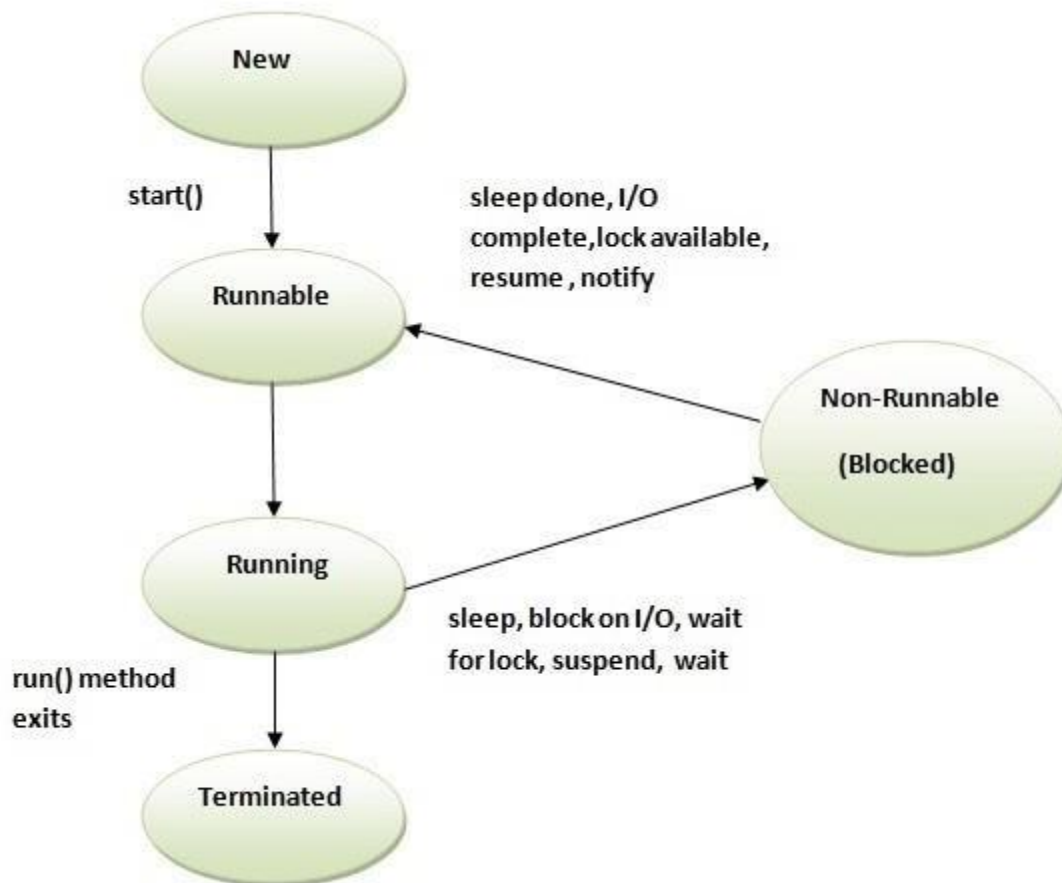 New
start()
sleep done, I/O
complete,lock available,
resume , notify
Runnable
Non-Runnable
(Blocked)
Running
sleep, block on I/O, wait
for lock, suspend, wait
run() method
exits
Terminated